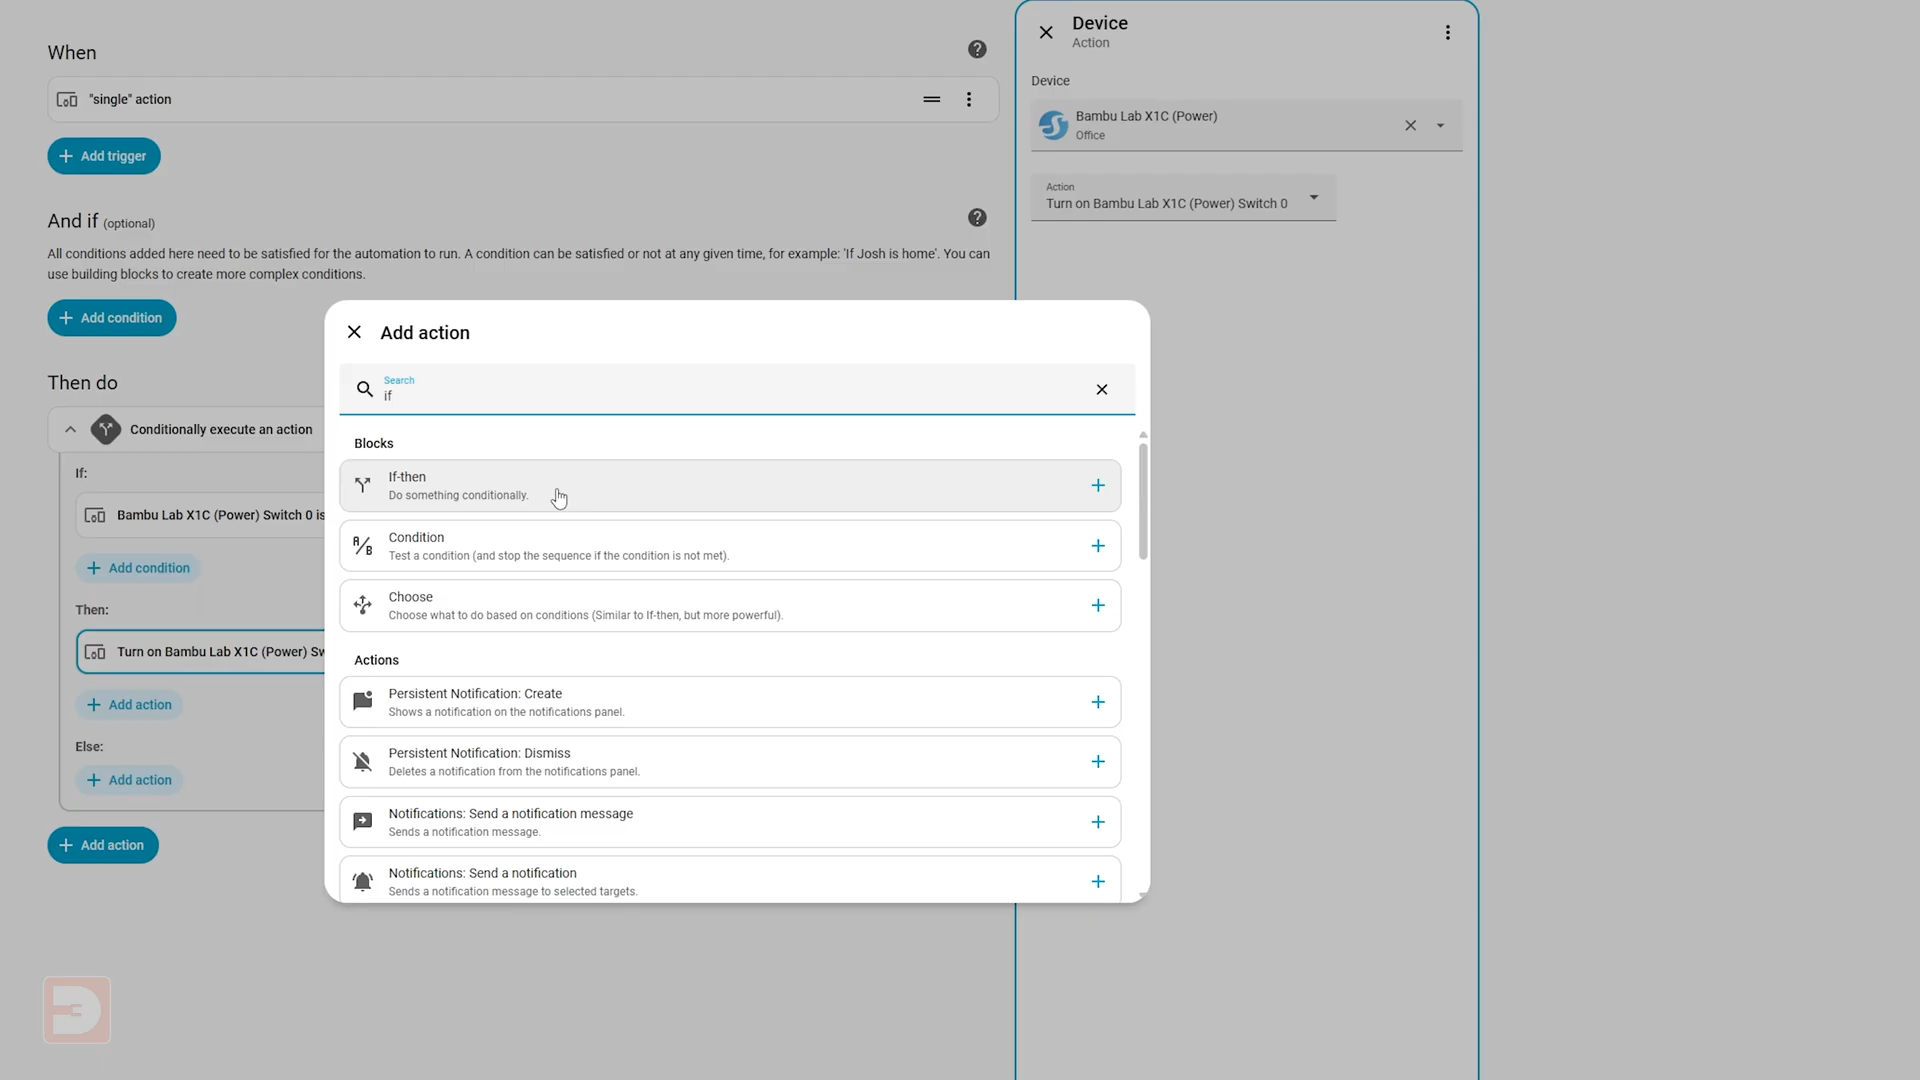 When
"single" action
Add trigger
And if (optional)
All conditions added here need to be satisfied for the automation to run. A condition can be satisfied or not at any given time, for example: 'If Josh is home'. You can
use building blocks to create more complex conditions.
Add condition
Then do
Conditionally execute an action
If:
Bambu Lab X1C (Power) Switch 0 is
Add condition
Then:
Turn on Bambu Lab X1C (Power) Sw
Add action
Else:
Add action
Add action
Add action
Search
if
Blocks
If-then
Do something conditionally.
Condition
Test a condition (and stop the sequence if the condition is not met).
Choose
Choose what to do based on conditions (Similar to If-then, but more powerful).
Actions
Persistent Notification: Create
Shows a notification on the notifications panel.
Persistent Notification: Dismiss
Deletes a notification from the notifications panel.
Notifications: Send a notification message
Sends a notification message.
Notifications: Send a notification
Sends a notification message to selected targets.
Device
Action
Device
Bambu Lab X1C (Power)
Office
Action
Turn on Bambu Lab X1C (Power) Switch 0